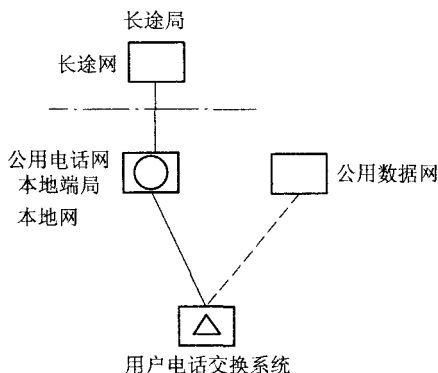 长途局
长途网
公用电话网
本地端局
本地网
公用数据网
用户电话交换系统